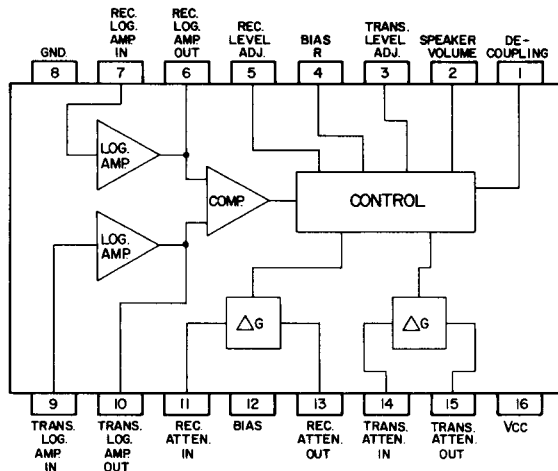 GND.
REC. LOG. AMP. IN
REC. LOG. AMP. OUT
REC. LEVEL ADJ.
BIAS R
TRANS. LEVEL ADJ.
SPEAKER VOLUME
DE-COUPLING
8
7
6
5
4
3
2
1
LOG. AMP.
COMP.
CONTROL
LOG. AMP.
△G
△G
9
10
11
12
13
14
15
16
TRANS. LOG. AMP. IN
TRANS. LOG. AMP. OUT
REC. ATTEN. IN
BIAS
REC. ATTEN. OUT
TRANS. ATTEN. IN
TRANS. ATTEN. OUT
VCC